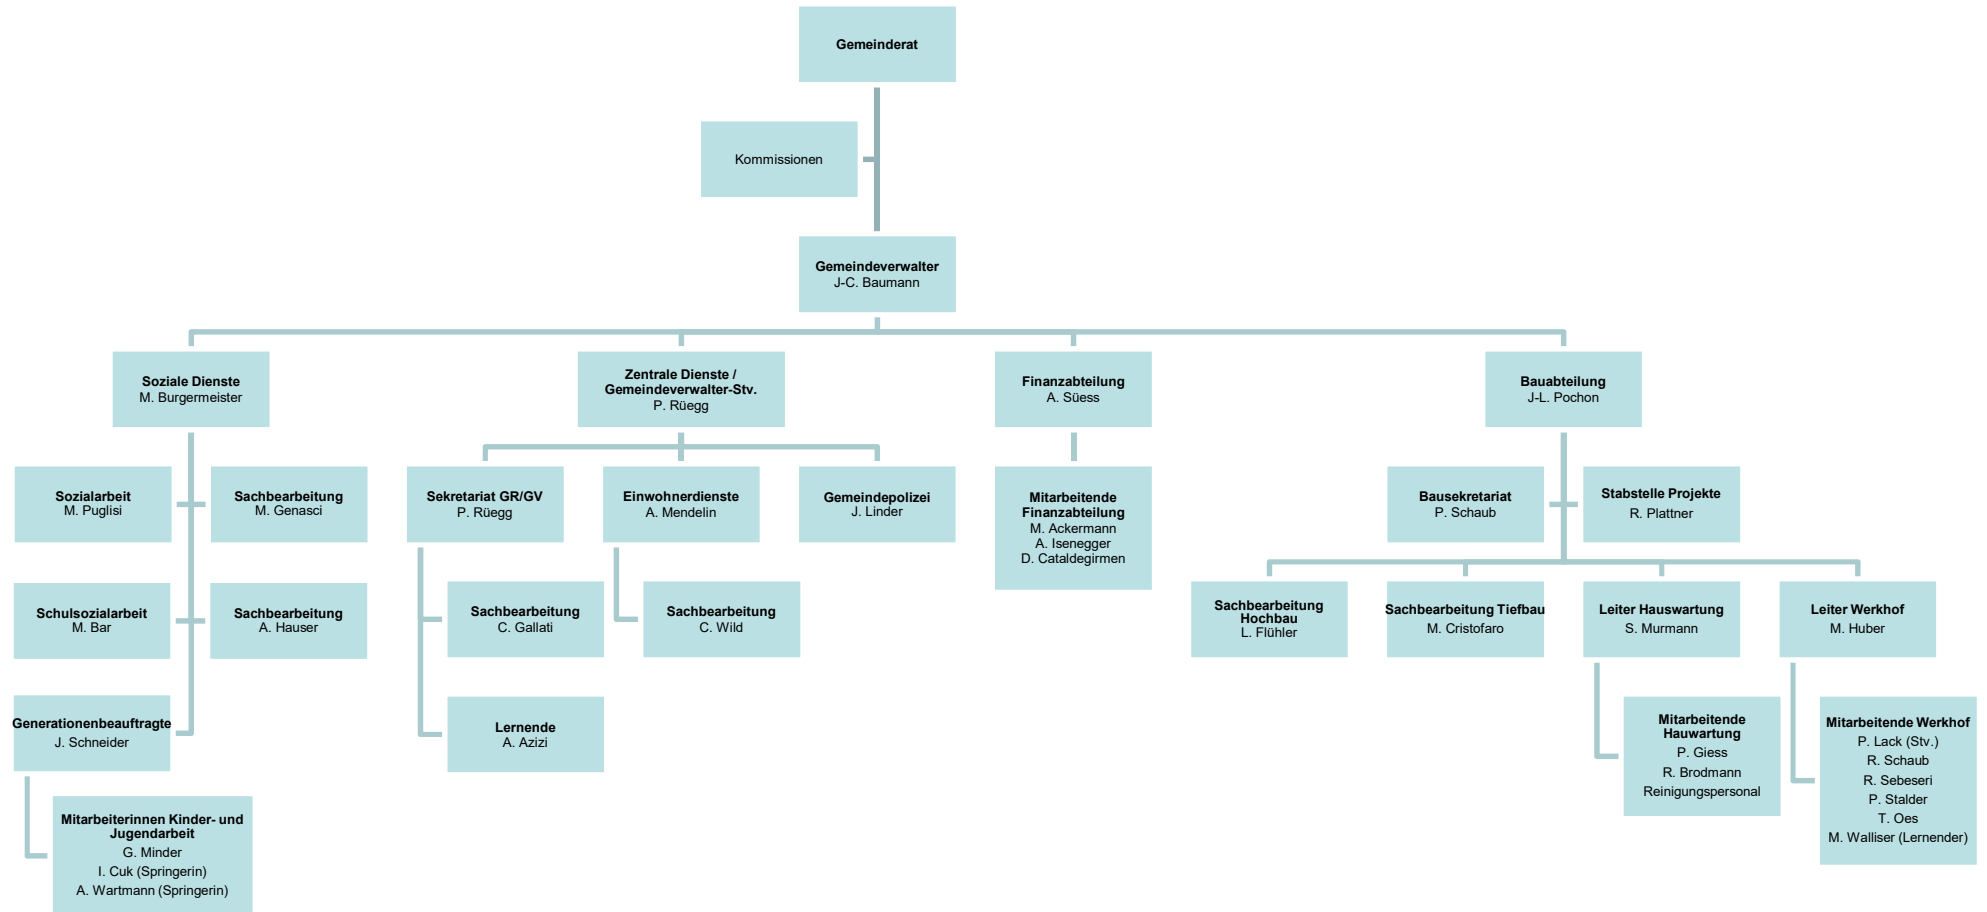 Gemeinderat
Kommissionen
Gemeindeverwalter
J-C. Baumann
Soziale Dienste
M. Burgermeister
Zentrale Dienste /
Gemeindeverwalter-Stv.
P. Rüegg
Finanzabteilung
A. Süess
Bauabteilung
J-L. Pochon
Sozialarbeit
M. Puglisi
Sachbearbeitung
M. Genasci
Sekretariat GR/GV
P. Rüegg
Einwohnerdienste
A. Mendelin
Gemeindepolizei
J. Linder
Mitarbeitende
Finanzabteilung
M. Ackermann
A. Isenegger
D. Cataldegirmen
Bausekretariat
P. Schaub
Stabstelle Projekte
R. Plattner
Schulsozialarbeit
M. Bar
Sachbearbeitung
A. Hauser
Sachbearbeitung
C. Gallati
Sachbearbeitung
C. Wild
Sachbearbeitung
Hochbau
L. Flühler
Sachbearbeitung Tiefbau
M. Cristofaro
Leiter Hauswartung
S. Murmann
Leiter Werkhof
M. Huber
Generationenbeauftragte
J. Schneider
Lernende
A. Azizi
Mitarbeitende
Hauwartung
P. Giess
R. Brodmann
Reinigungspersonal
Mitarbeitende Werkhof
P. Lack (Stv.)
R. Schaub
R. Sebeseri
P. Stalder
T. Oes
M. Walliser (Lernender)
Mitarbeiterinnen Kinder- und
Jugendarbeit
G. Minder
I. Cuk (Springerin)
A. Wartmann (Springerin)